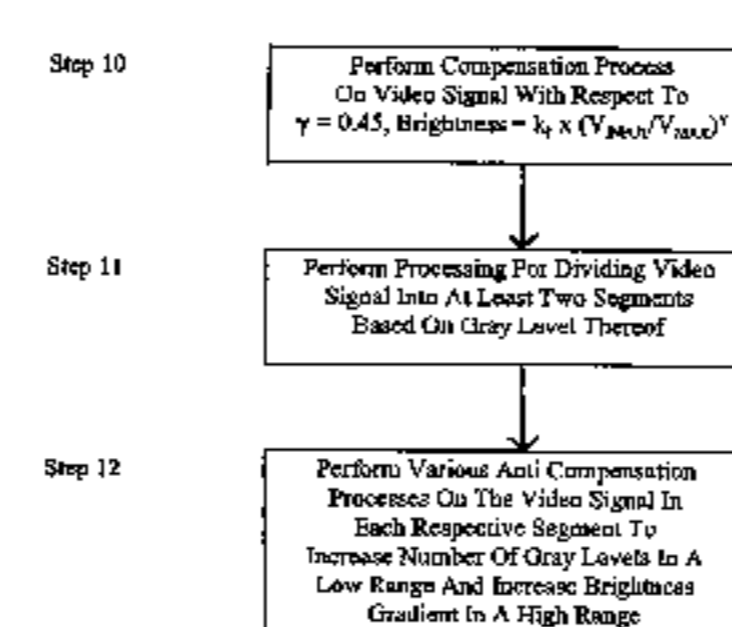 Step 10
Perform Compensation Process
On Video Signal With Respect To
γ = 0.45, Brightness = k₁ x (V_INPUT/V_MAX)^γ
Step 11
Perform Processing For Dividing Video
Signal Into At Least Two Segments
Based On Gray Level Thereof
Step 12
Perform Various Anti Compensation
Processes On The Video Signal In
Each Respective Segment To
Increase Number Of Gray Levels In A
Low Range And Increase Brightness
Gradient In A High Range